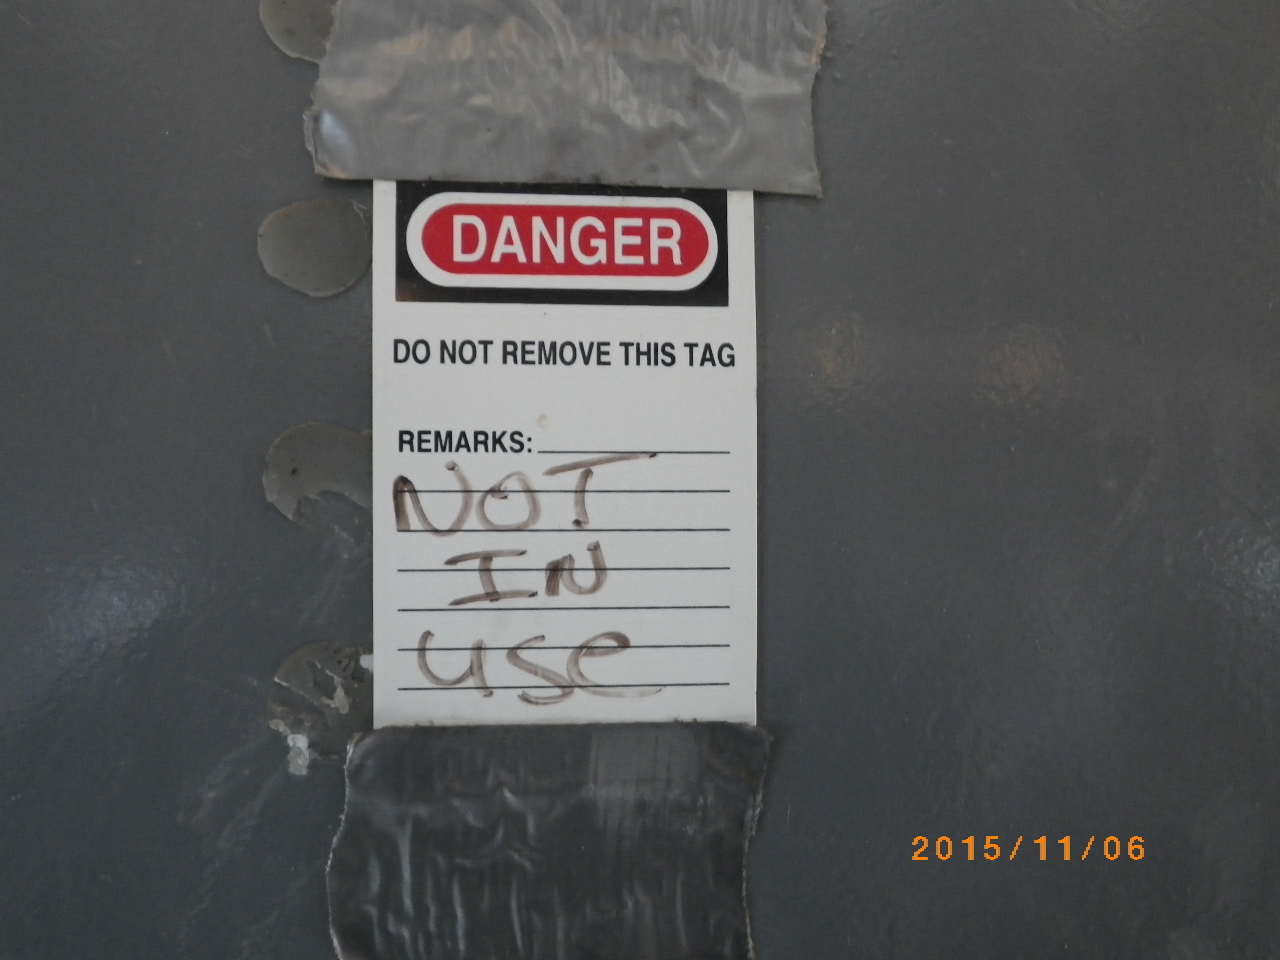 DANGER
DO NOT REMOVE THIS TAG
REMARKS:
NOT
IN
USE
2015/11/06